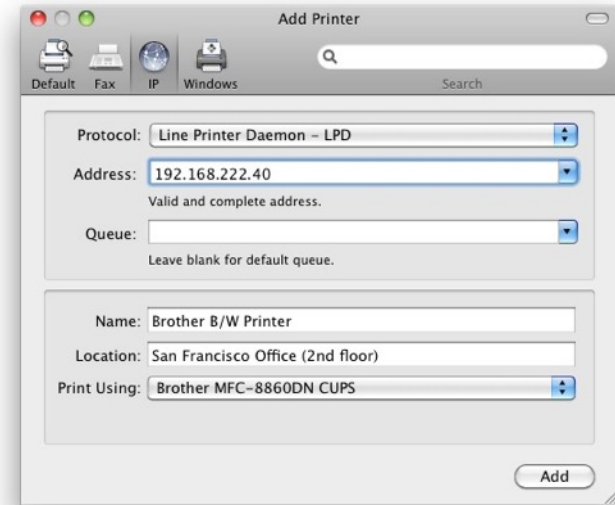 Add Printer
Default Fax IP Windows Search
Protocol: Line Printer Daemon – LPD
Address: 192.168.222.40
Valid and complete address.
Queue:
Leave blank for default queue.
Name: Brother B/W Printer
Location: San Francisco Office (2nd floor)
Print Using: Brother MFC-8860DN CUPS
Add